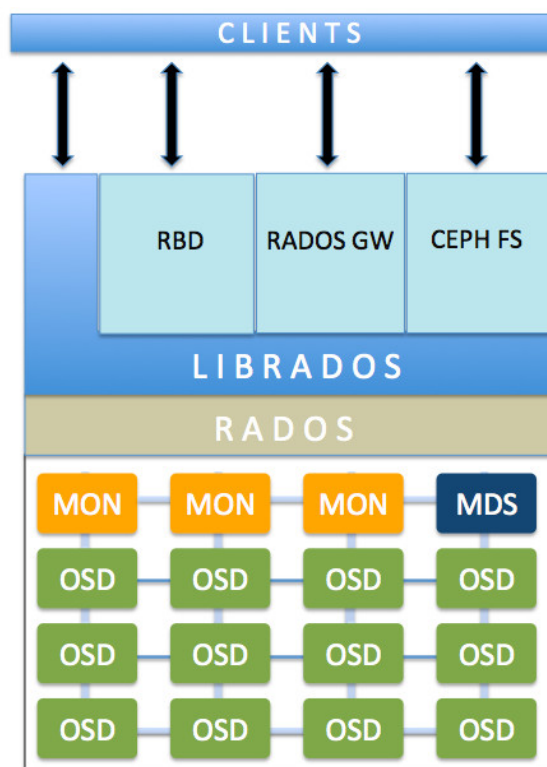 CLIENTS
RBD RADOS GW CEPH FS
LIBRADOS
RADOS
MON MON MON MDS
OSD OSD OSD OSD
OSD OSD OSD OSD
OSD OSD OSD OSD